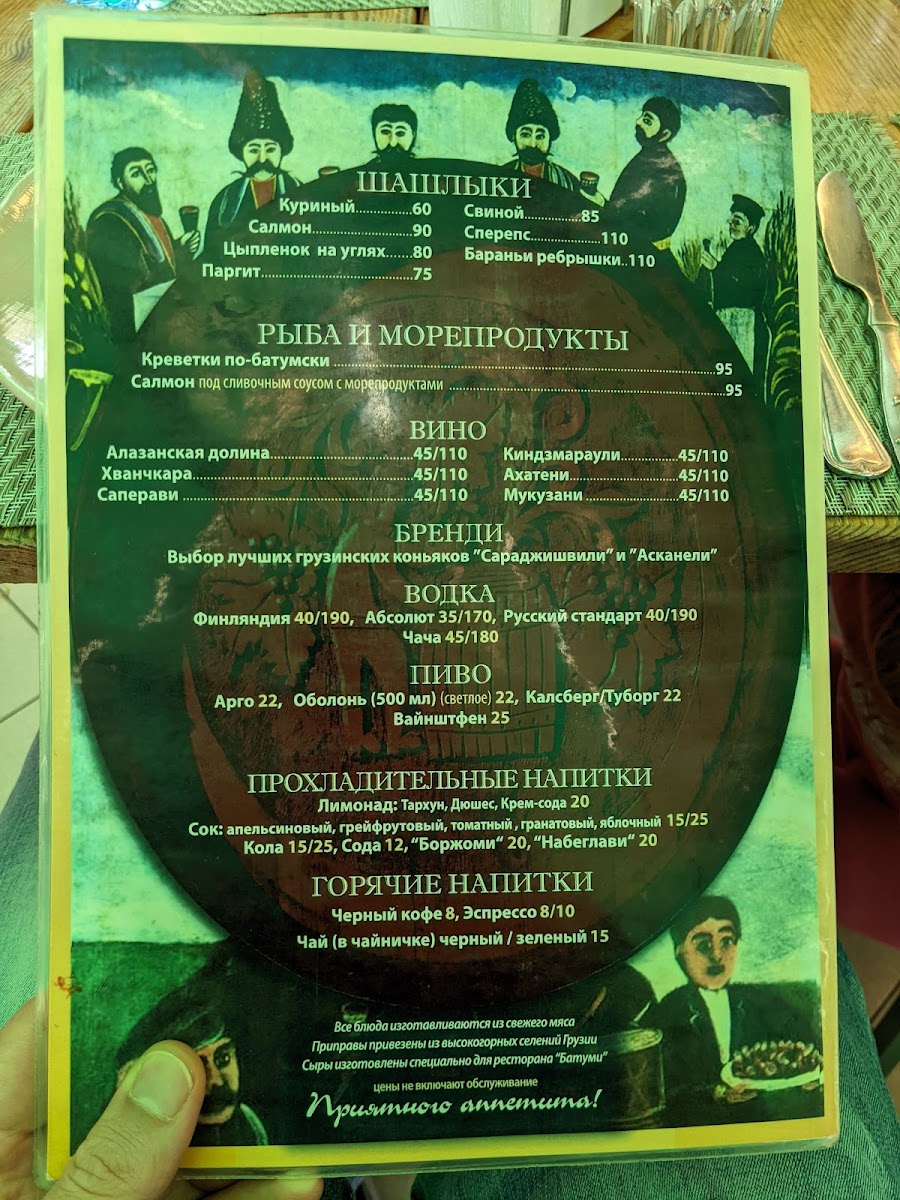 ШАШЛЫКИ
Куриный..............60
Салмон.....................90
Цыпленок на углях.......80
Паргит....................................75
Свиной..............85
Сперепс.................110
Бараньи ребрышки..110
РЫБА И МОРЕПРОДУКТЫ
Креветки по-батумски ...............................................................................................95
Салмон под сливочным соусом с морепродуктами ......................................................................95
ВИНО
Алазанская долина...................................45/110
Хванчкара.....................................................45/110
Саперави ........................................................45/110
Киндзмараули..............45/110
Ахатени..........................45/110
Мукузани.......................45/110
БРЕНДИ
Выбор лучших грузинских коньяков "Сараджишвили" и "Асканели"
ВОДКА
Финляндия 40/190, Абсолют 35/170, Русский стандарт 40/190
Чача 45/180
ПИВО
Арго 22, Оболонь (500 мл) (светлое) 22, Калсберг/Туборг 22
Вайнштфен 25
ПРОХЛАДИТЕЛЬНЫЕ НАПИТКИ
Лимонад: Тархун, Дюшес, Крем-сода 20
Сок: апельсиновый, грейфрутовый, томатный , гранатовый, яблочный 15/25
Кола 15/25, Сода 12, "Боржоми" 20, "Набеглави" 20
ГОРЯЧИЕ НАПИТКИ
Черный кофе 8, Эспрессо 8/10
Чай (в чайничке) черный / зеленый 15
Все блюда изготавливаются из свежего мяса
Приправы привезены из высокогорных селений Грузии
Сыры изготовлены специально для ресторана "Батуми"
цены не включают обслуживание
Приятного аппетита!